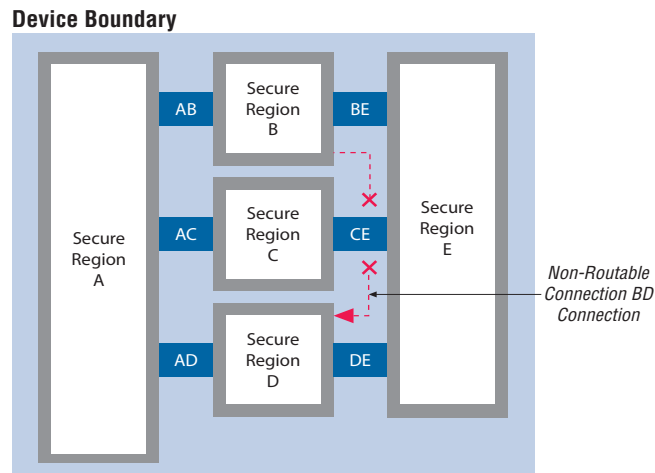 Device Boundary
AB
Secure
Region
B
BE
Secure
Region
A
AC
Secure
Region
C
CE
Secure
Region
E
Non-Routable
Connection BD
Connection
AD
Secure
Region
D
DE